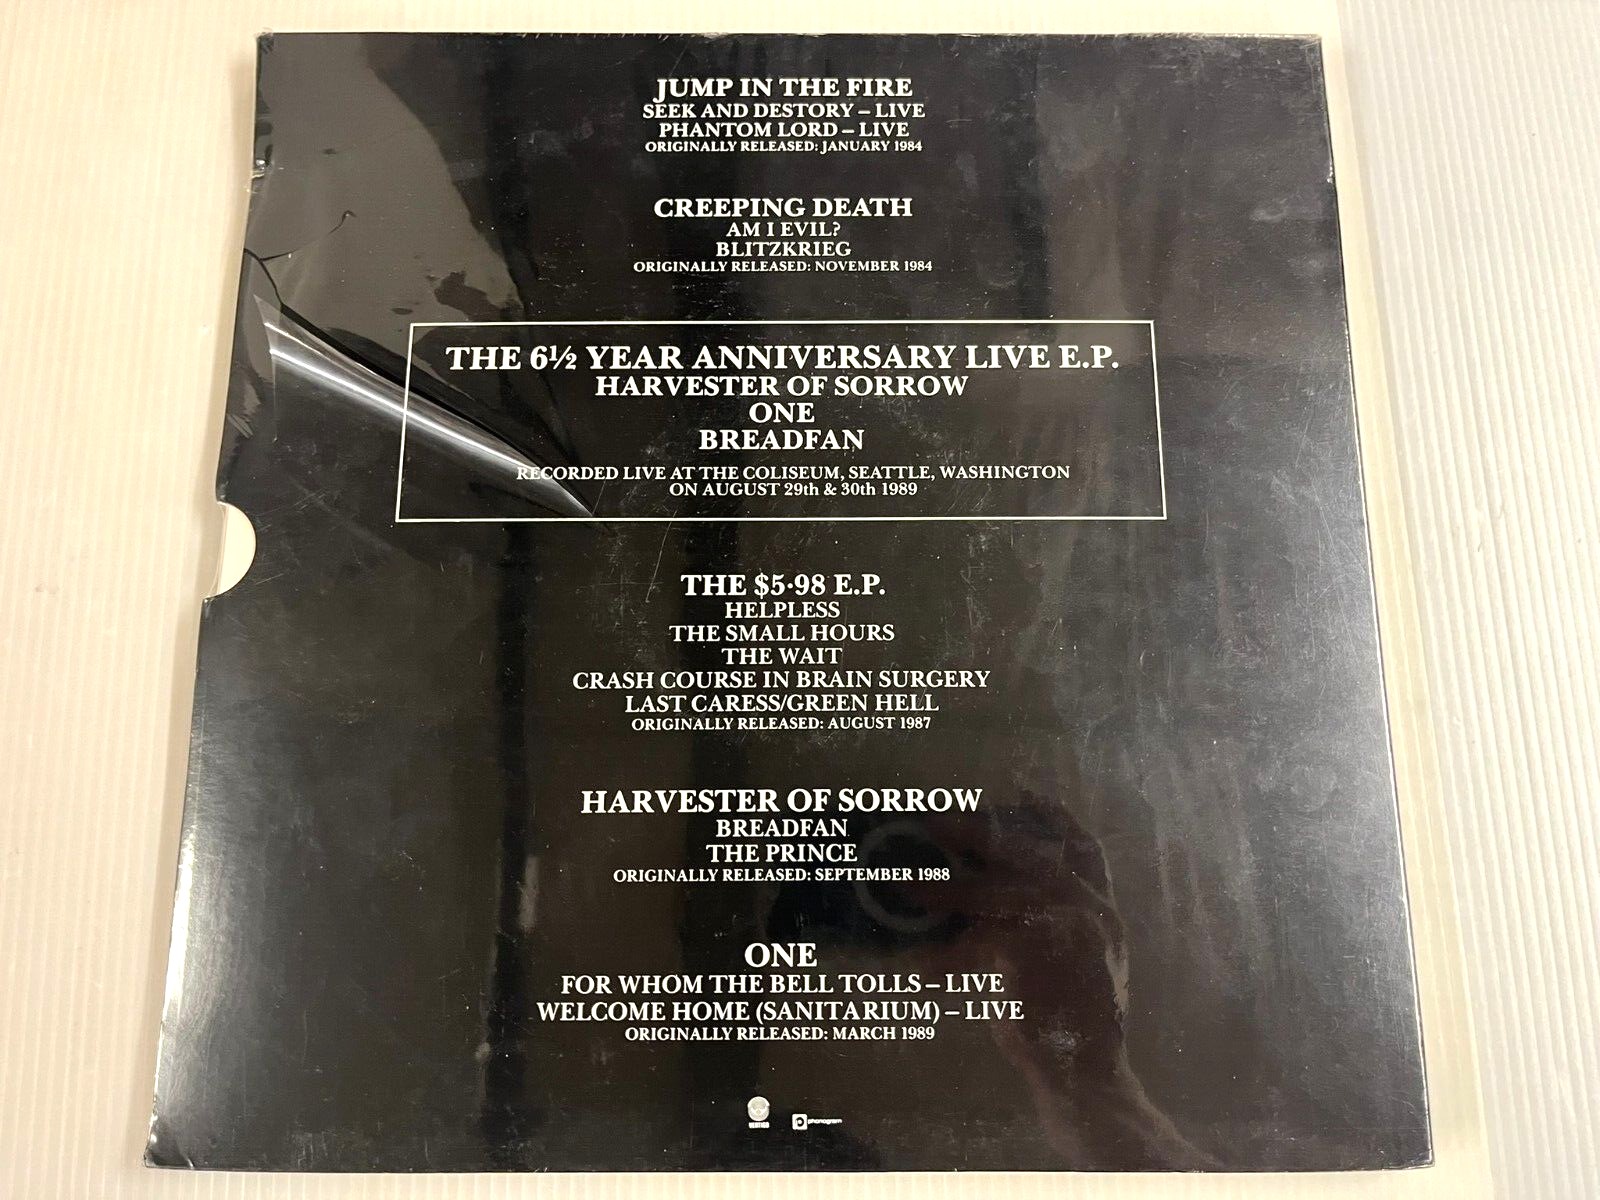 JUMP IN THE FIRE
SEEK AND DESTORY – LIVE
PHANTOM LORD – LIVE
ORIGINALLY RELEASED: JANUARY 1984
CREEPING DEATH
AM I EVIL?
BLITZKRIEG
ORIGINALLY RELEASED: NOVEMBER 1984
THE 6½ YEAR ANNIVERSARY LIVE E.P.
HARVESTER OF SORROW
ONE
BREADFAN
RECORDED LIVE AT THE COLISEUM, SEATTLE, WASHINGTON
ON AUGUST 29th & 30th 1989
THE $5·98 E.P.
HELPLESS
THE SMALL HOURS
THE WAIT
CRASH COURSE IN BRAIN SURGERY
LAST CARESS/GREEN HELL
ORIGINALLY RELEASED: AUGUST 1987
HARVESTER OF SORROW
BREADFAN
THE PRINCE
ORIGINALLY RELEASED: SEPTEMBER 1988
ONE
FOR WHOM THE BELL TOLLS – LIVE
WELCOME HOME (SANITARIUM) – LIVE
ORIGINALLY RELEASED: MARCH 1989
VERTIGO
phonogram